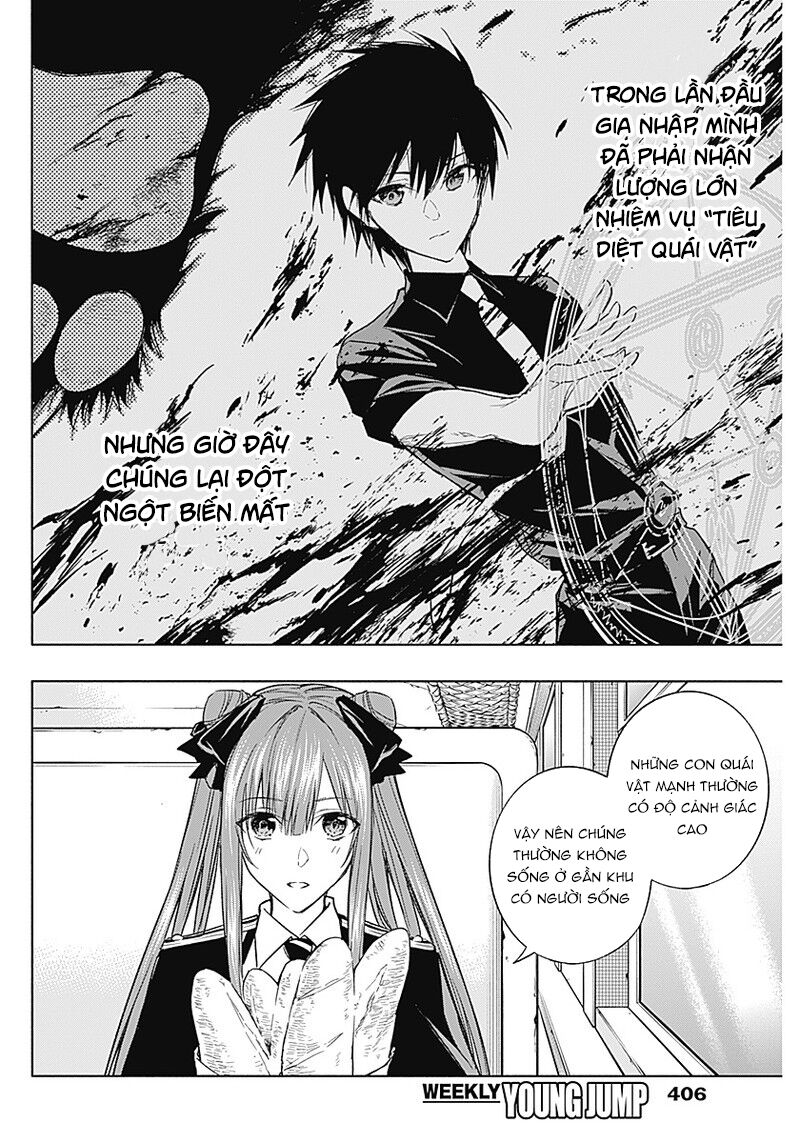 TRONG LẦN ĐẦU
GIA NHẬP, MÌNH
ĐÃ PHẢI NHẬN
LƯỢNG LỚN
NHIỆM VỤ "TIÊU
DIỆT QUÁI VẬT"
NHƯNG GIỜ ĐÂY
CHÚNG LẠI ĐỘT
NGỘT BIẾN MẤT
NHỮNG CON QUÁI
VẬT MẠNH THƯỜNG
CÓ ĐỘ CẢNH GIÁC
CAO
VẬY NÊN CHÚNG
THƯỜNG KHÔNG
SỐNG Ở GẦN KHU
CÓ NGƯỜI SỐNG
WEEKLY YOUNG JUMP 406